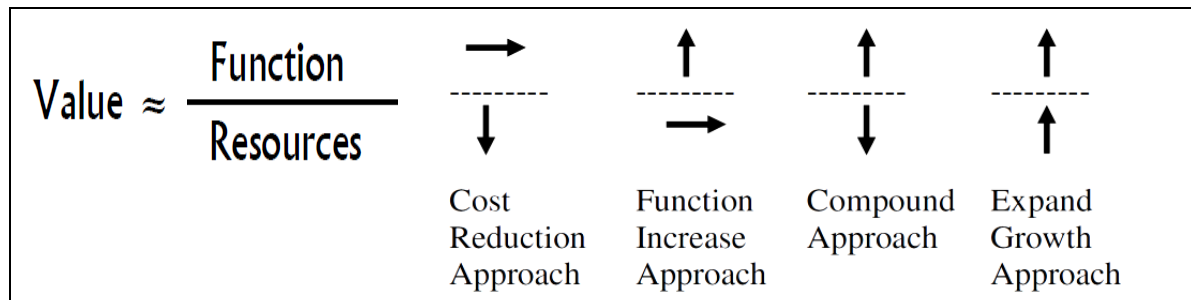 Value ≈ Function
Resources
Cost
Reduction
Approach
Function
Increase
Approach
Compound
Approach
Expand
Growth
Approach